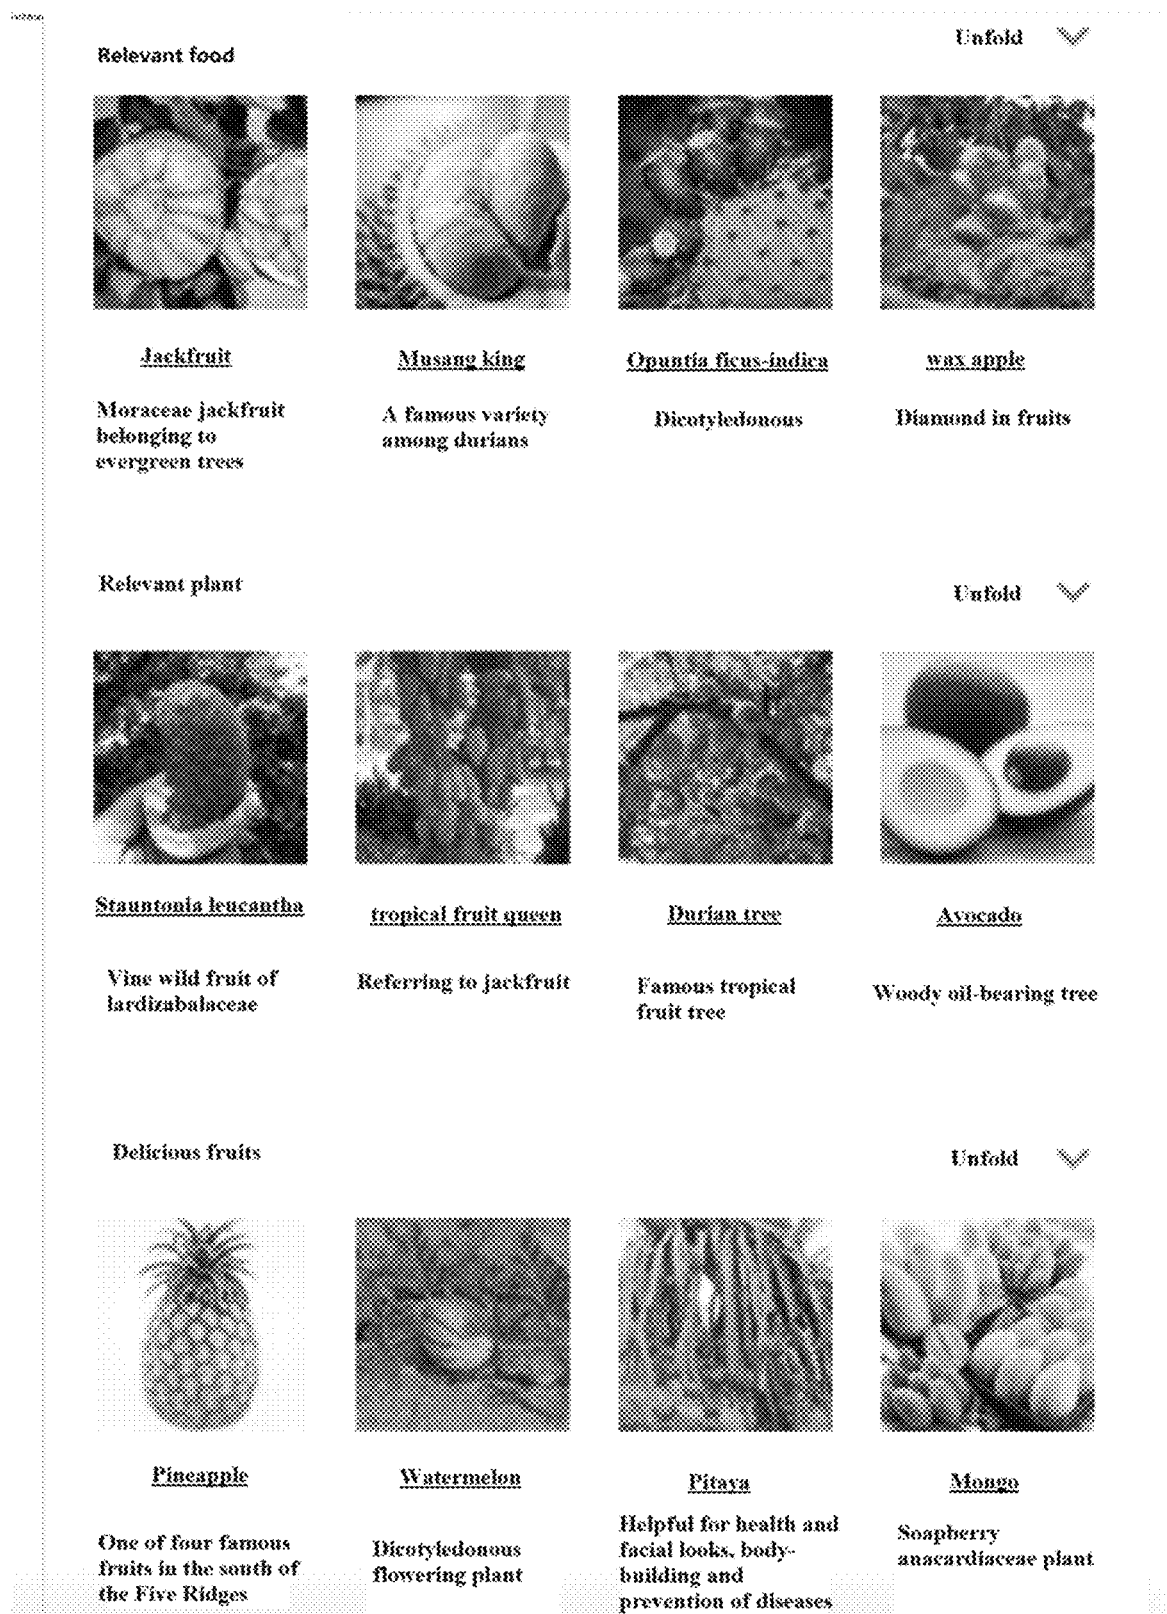 Relevant food
Unfold
Jackfruit
Musang king
Opuntia ficus-indica
wax apple
Moraceae jackfruit
belonging to
evergreen trees
A famous variety
among durians
Dicotyledonous
Diamond in fruits
Relevant plant
Unfold
Stauntonia leucantha
tropical fruit queen
Durian tree
Avocado
Vine wild fruit of
lardizabalaceae
Referring to jackfruit
Famous tropical
fruit tree
Woody oil-bearing tree
Delicious fruits
Unfold
Pineapple
Watermelon
Pitaya
Mongo
One of four famous
fruits in the south of
the Five Ridges
Dicotyledonous
flowering plant
Helpful for health and
facial looks, body-
building and
prevention of diseases
Soapberry
anacardiaceae plant